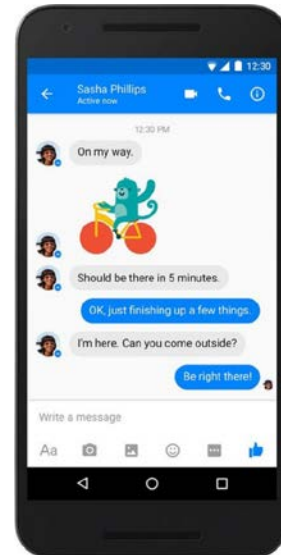 12:30
Sasha Phillips
Active now
12:30 PM
On my way.
Should be there in 5 minutes.
OK, just finishing up a few things.
I'm here. Can you come outside?
Be right there!
Write a message
Aa